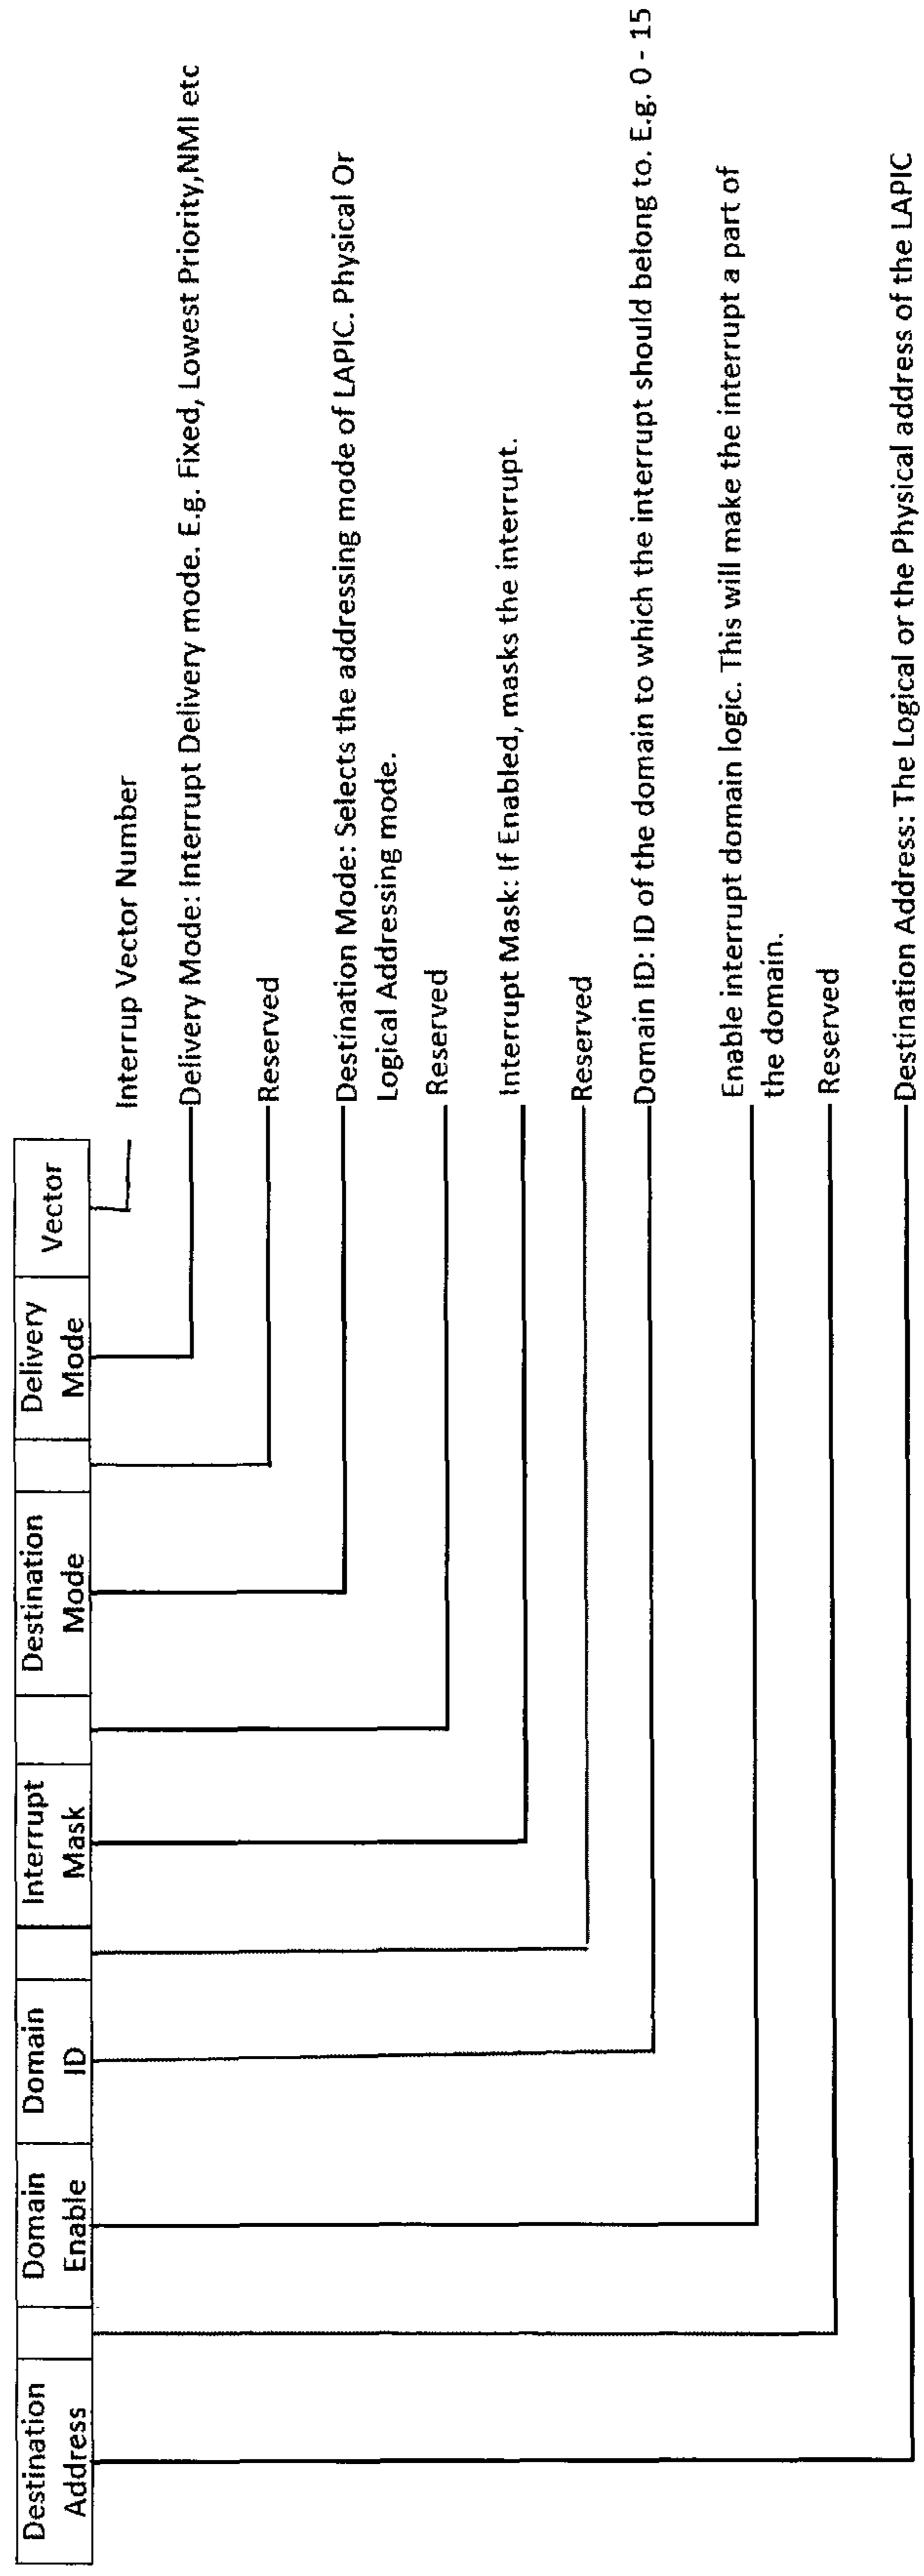 Destination
Address
Domain
Enable
Domain
ID
Interrupt
Mask
Destination
Mode
Delivery
Mode
Vector
Interrup Vector Number
Delivery Mode: Interrupt Delivery mode. E.g. Fixed, Lowest Priority,NMI etc
Reserved
Destination Mode: Selects the addressing mode of LAPIC. Physical Or
Logical Addressing mode.
Reserved
Interrupt Mask: If Enabled, masks the interrupt.
Reserved
Domain ID: ID of the domain to which the interrupt should belong to. E.g. 0 - 15
Enable interrupt domain logic. This will make the interrupt a part of
the domain.
Reserved
Destination Address: The Logical or the Physical address of the LAPIC